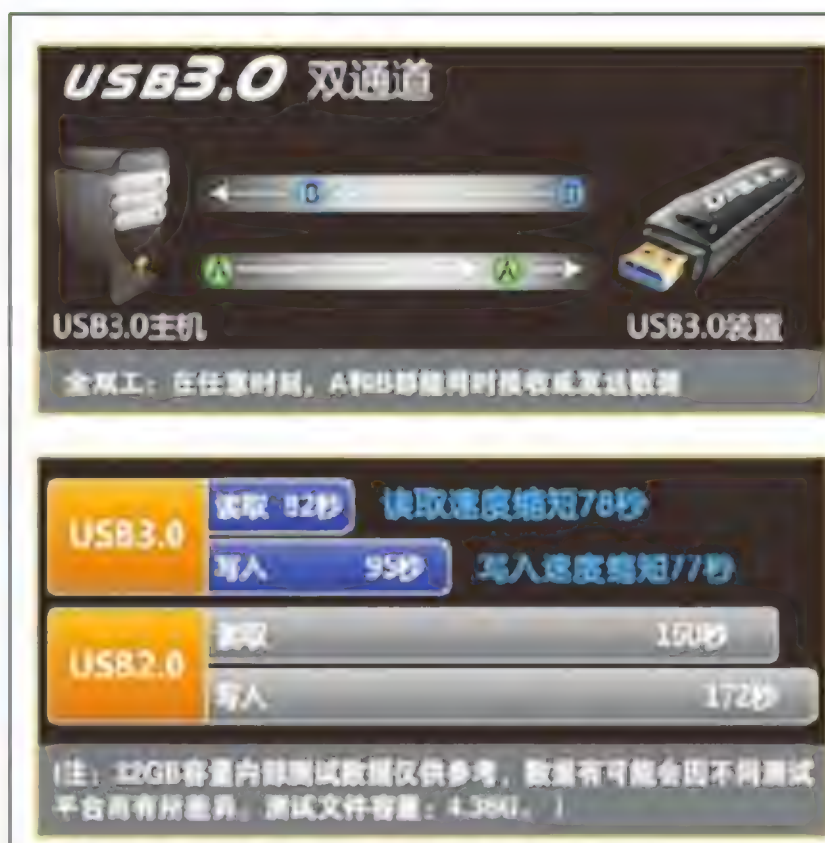 USB3.0 双通道
B
B
A
A
USB3.0
USB3.0主机
USB3.0装置
全双工：在任意时刻，A和B都能同时接收或发送数据
USB3.0
读取 82秒
读取速度缩短78秒
写入 95秒
写入速度缩短77秒
USB2.0
读取 160秒
写入 172秒
(注：32GB容量内部测试数据仅供参考，数据有可能会因不同测试
平台而有所差异。测试文件容量：4.36G。)